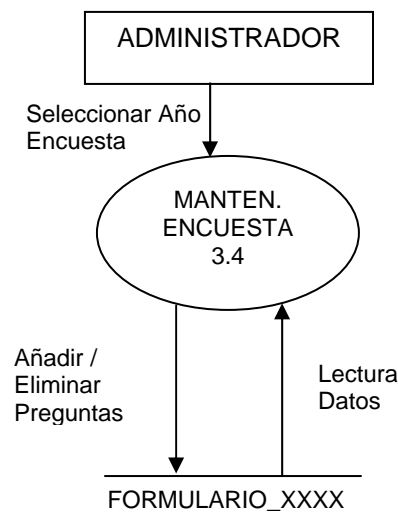 ADMINISTRADOR
Seleccionar Año
Encuesta
MANTEN.
ENCUESTA
3.4
Añadir /
Eliminar
Preguntas
Lectura
Datos
FORMULARIO_XXXX